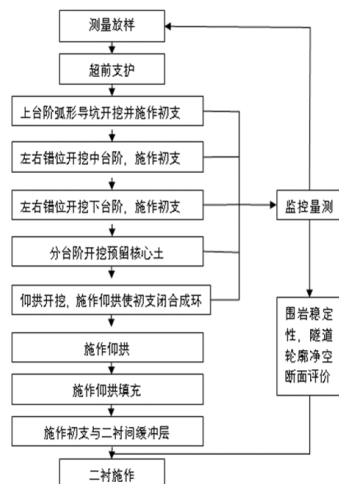 测量放样
超前支护
上台阶弧形导坑开挖并施作初支
左右错位开挖中台阶，施作初支
左右错位开挖下台阶，施作初支
监控量测
分台阶开挖预留核心土
仰拱开挖，施作仰拱使初支闭合成环
围岩稳定
性，隧道
轮廓净空
断面评价
施作仰拱
施作仰拱填充
施作初支与二衬间缓冲层
二衬施作